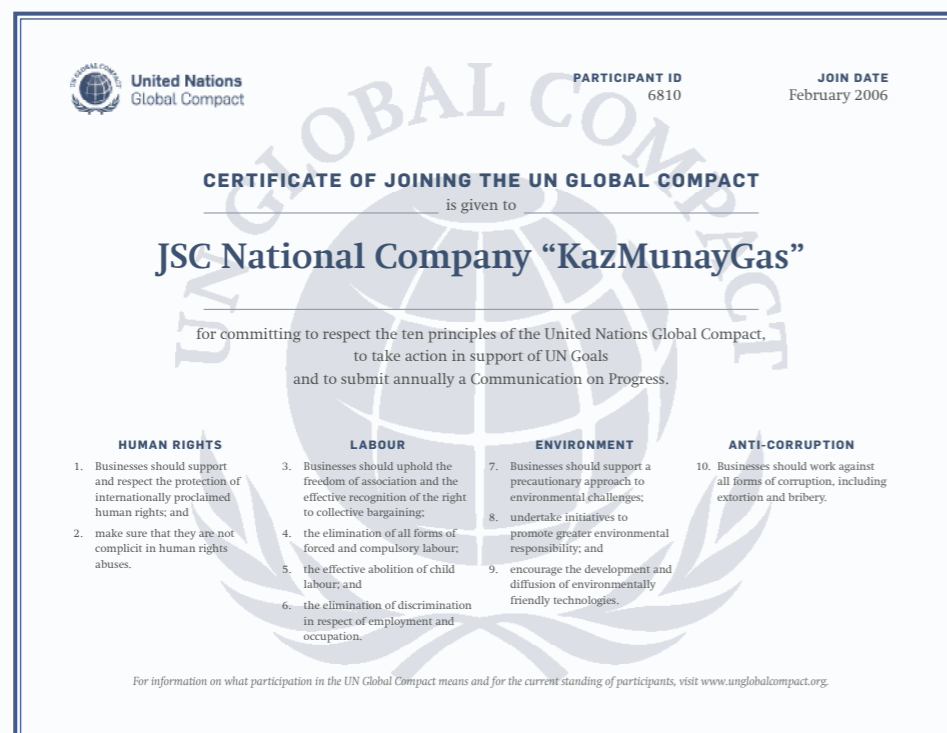 UN GLOBAL COMPACT
United Nations
Global Compact
PARTICIPANT ID
6810
JOIN DATE
February 2006
UN GLOBAL COMPACT
CERTIFICATE OF JOINING THE UN GLOBAL COMPACT
is given to
JSC National Company “KazMunayGas”
for committing to respect the ten principles of the United Nations Global Compact,
to take action in support of UN Goals
and to submit annually a Communication on Progress.
HUMAN RIGHTS
1. Businesses should support
and respect the protection of
internationally proclaimed
human rights; and
2. make sure that they are not
complicit in human rights
abuses.
LABOUR
3. Businesses should uphold the
freedom of association and the
effective recognition of the right
to collective bargaining;
4. the elimination of all forms of
forced and compulsory labour;
5. the effective abolition of child
labour; and
6. the elimination of discrimination
in respect of employment and
occupation.
ENVIRONMENT
7. Businesses should support a
precautionary approach to
environmental challenges;
8. undertake initiatives to
promote greater environmental
responsibility; and
9. encourage the development and
diffusion of environmentally
friendly technologies.
ANTI-CORRUPTION
10. Businesses should work against
all forms of corruption, including
extortion and bribery.
For information on what participation in the UN Global Compact means and for the current standing of participants, visit www.unglobalcompact.org.